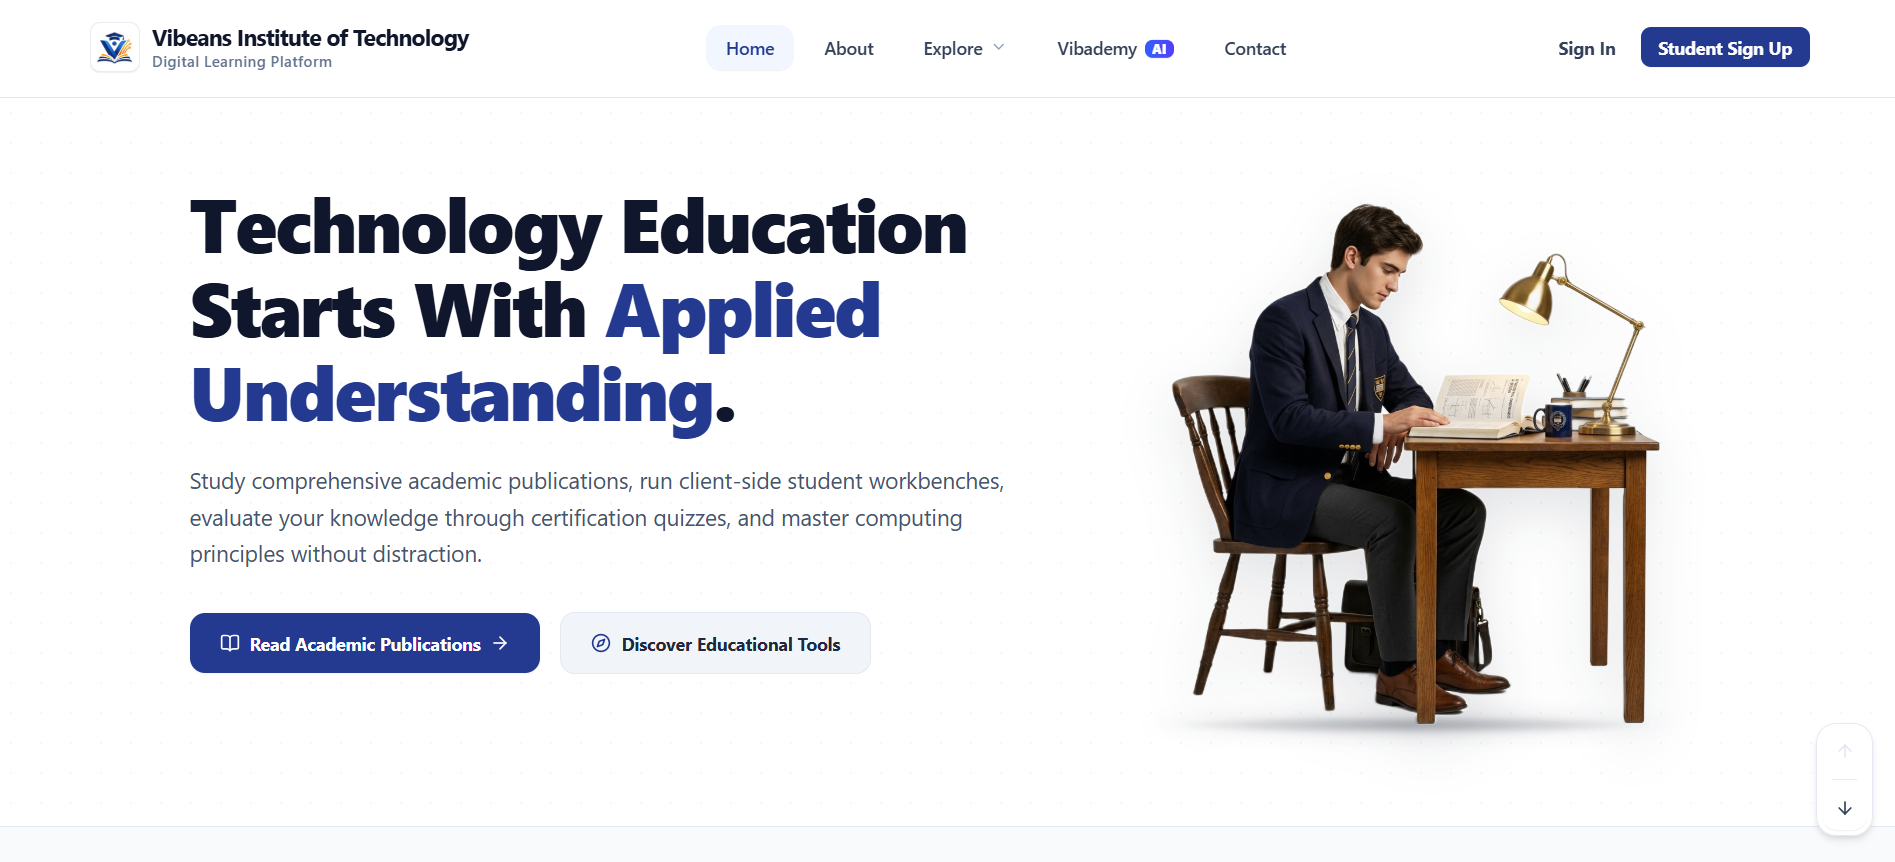 Vibeans Institute of Technology
Digital Learning Platform
Home
About
Explore
Vibademy AI
Contact
Sign In
Student Sign Up
Technology Education
Starts With Applied
Understanding.
Study comprehensive academic publications, run client-side student workbenches,
evaluate your knowledge through certification quizzes, and master computing
principles without distraction.
Read Academic Publications
Discover Educational Tools